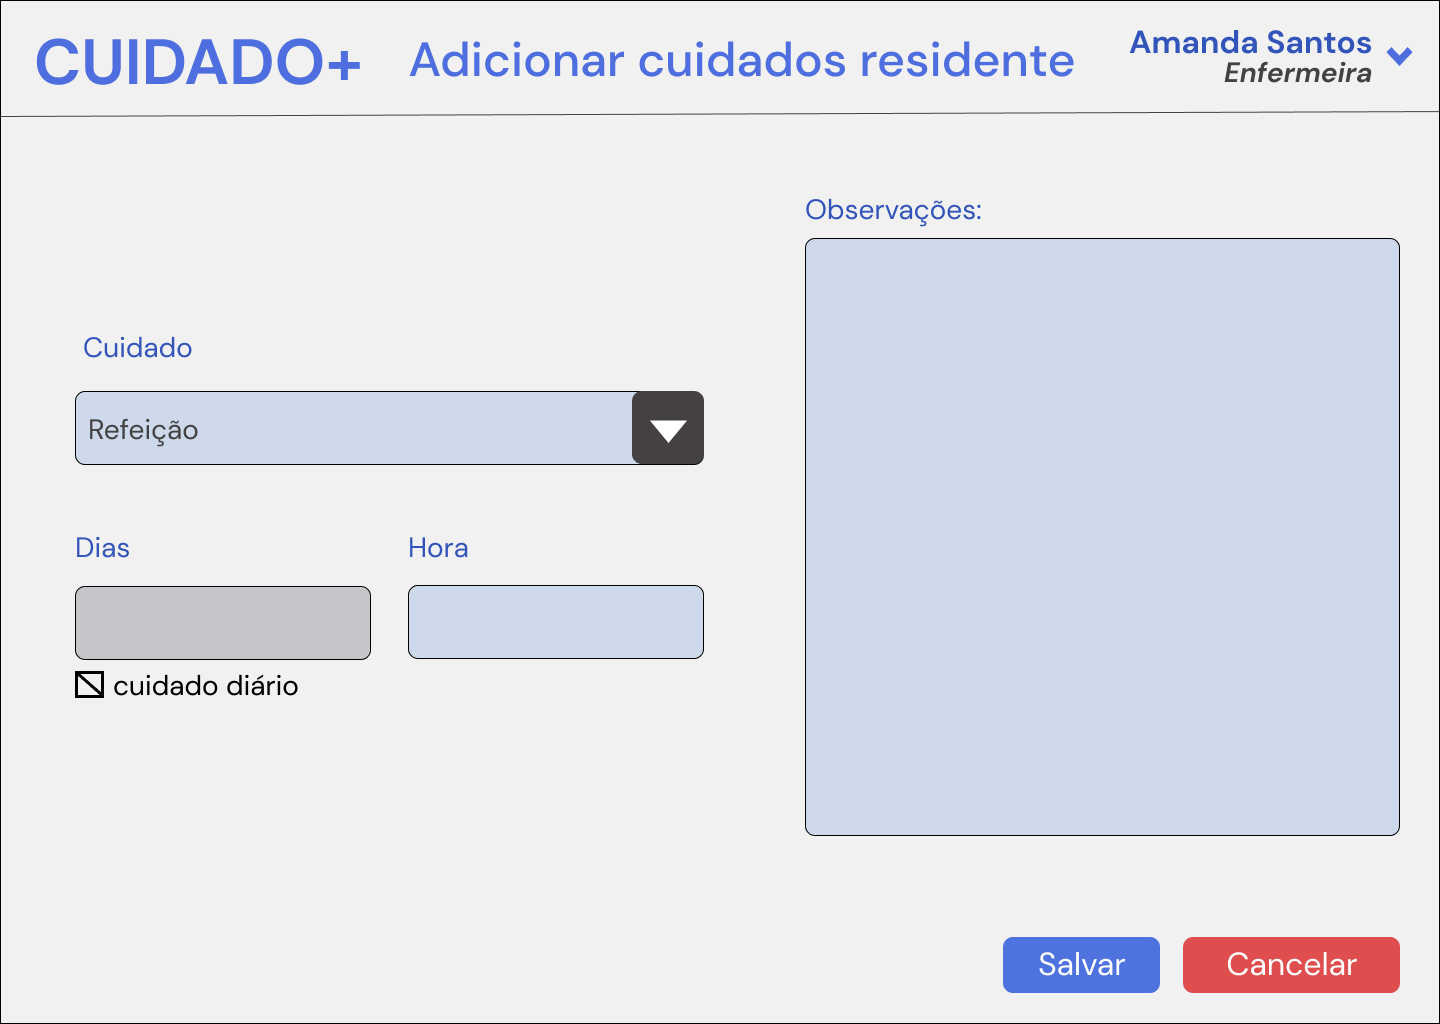 CUIDADO+
Adicionar cuidados residente
Amanda Santos
Enfermeira
Observações:
Cuidado
Refeição
Dias
Hora
cuidado diário
Salvar
Cancelar